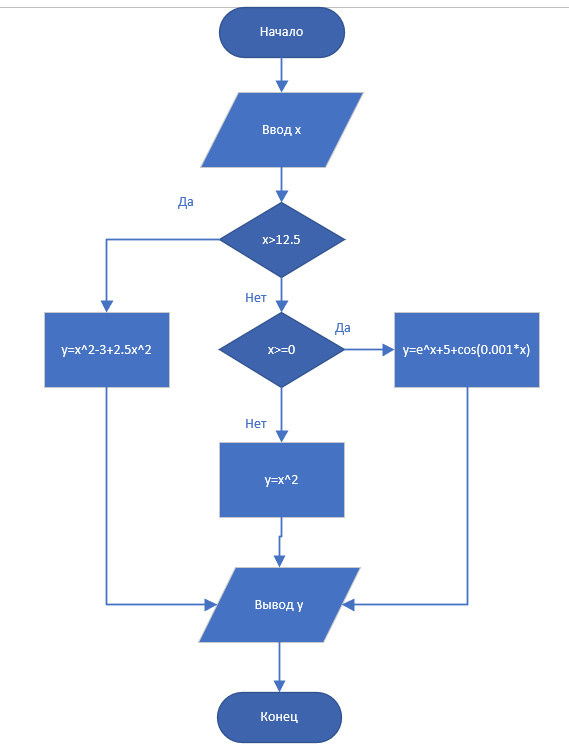 Начало
Ввод x
Да
x>12.5
Нет
y=x^2-3+2.5x^2
x>=0
Да
y=e^x+5+cos(0.001*x)
Нет
y=x^2
Вывод y
Конец